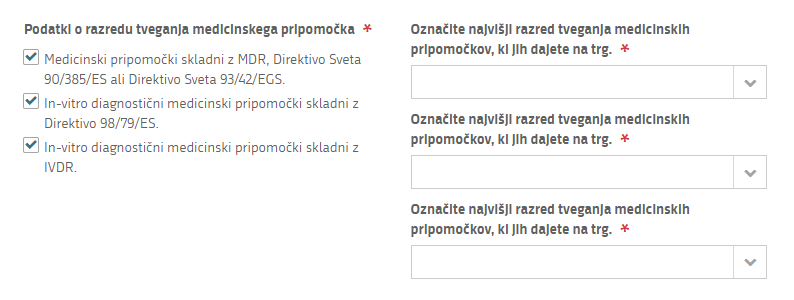 Podatki o razredu tveganja medicinskega pripomočka *
Medicinski pripomočki skladni z MDR, Direktivo Sveta
90/385/ES ali Direktivo Sveta 93/42/EGS.
In-vitro diagnostični medicinski pripomočki skladni z
Direktivo 98/79/ES.
In-vitro diagnostični medicinski pripomočki skladni z
IVDR.
Označite najvišji razred tveganja medicinskih
pripomočkov, ki jih dajete na trg. *
Označite najvišji razred tveganja medicinskih
pripomočkov, ki jih dajete na trg. *
Označite najvišji razred tveganja medicinskih
pripomočkov, ki jih dajete na trg. *